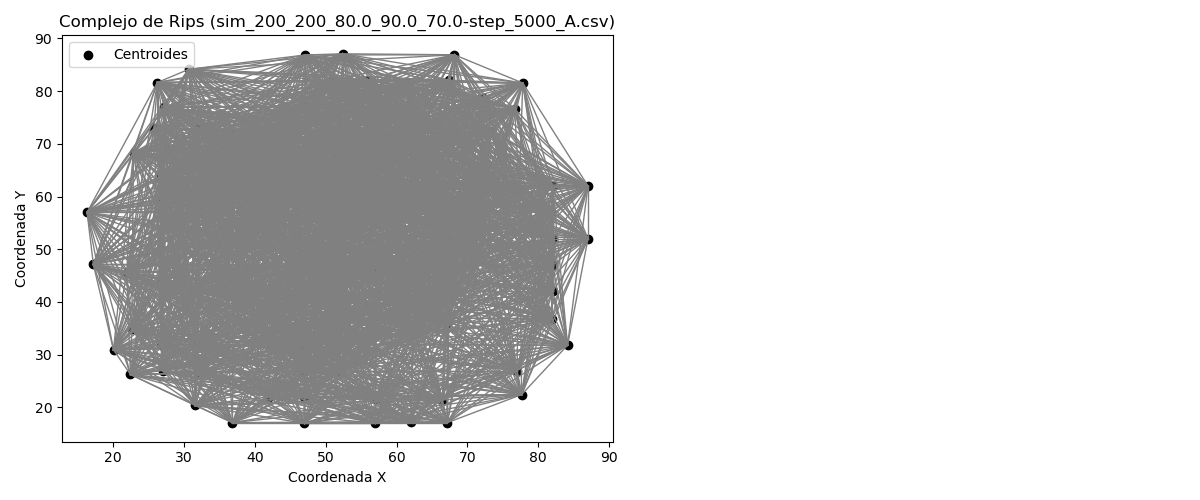 Complejo de Rips (sim_200_200_80.0_90.0_70.0-step_5000_A.csv)
Centroides
90
80
70
60
50
40
30
20
Coordenada Y
20 30 40 50 60 70 80 90
Coordenada X